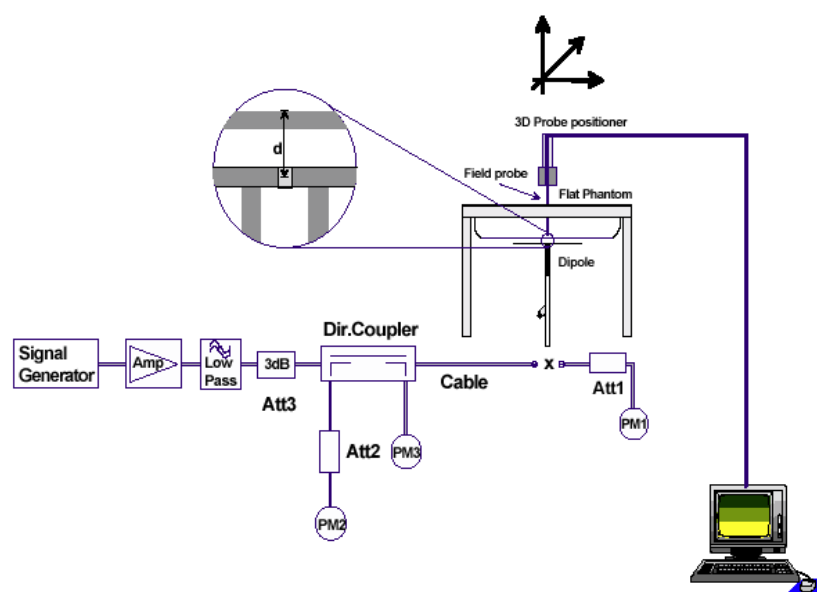 3D Probe positioner
d
Field probe
Flat Phantom
Dipole
Dir.Coupler
Signal
Generator
Amp
Low
Pass
3dB
Cable
x
Att1
Att3
Att2
PM3
PM1
PM2